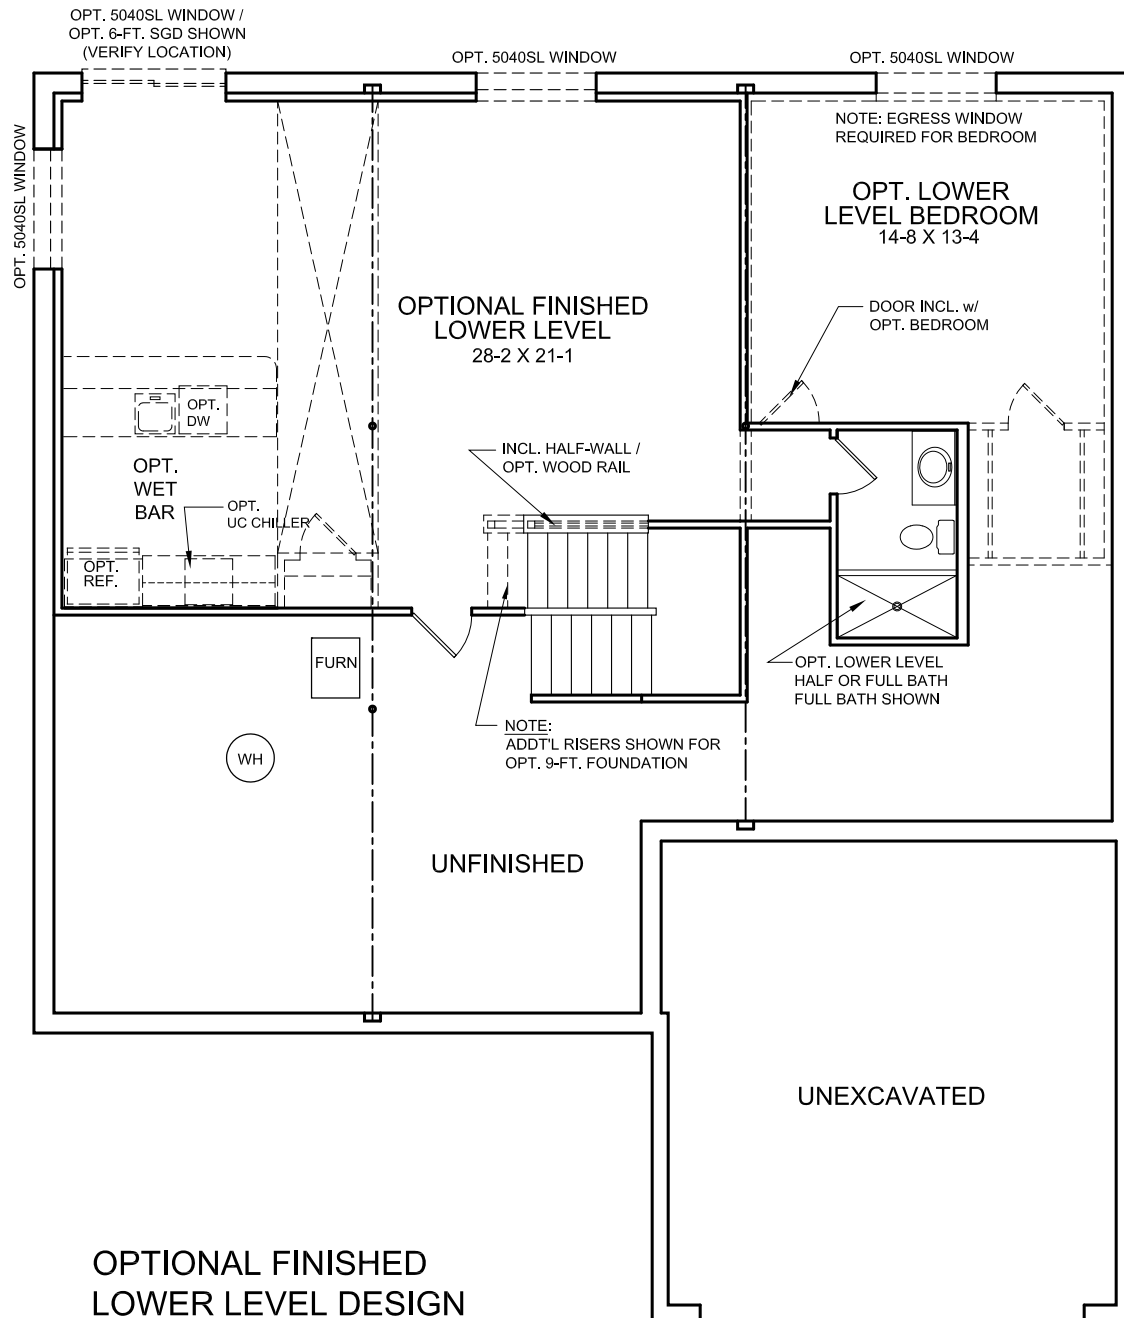 OPT. 5040SL WINDOW /
OPT. 6-FT. SGD SHOWN
(VERIFY LOCATION)
OPT. 5040SL WINDOW
OPT. 5040SL WINDOW
OPT. 5040SL WINDOW
NOTE: EGRESS WINDOW
REQUIRED FOR BEDROOM
OPT. LOWER
LEVEL BEDROOM
14-8 X 13-4
OPTIONAL FINISHED
LOWER LEVEL
28-2 X 21-1
DOOR INCL. w/
OPT. BEDROOM
OPT.
DW
INCL. HALF-WALL /
OPT. WOOD RAIL
OPT.
WET
BAR
OPT.
UC CHILLER
OPT.
REF.
FURN
WH
OPT. LOWER LEVEL
HALF OR FULL BATH
FULL BATH SHOWN
NOTE:
ADDT'L RISERS SHOWN FOR
OPT. 9-FT. FOUNDATION
UNFINISHED
UNEXCAVATED
OPTIONAL FINISHED
LOWER LEVEL DESIGN